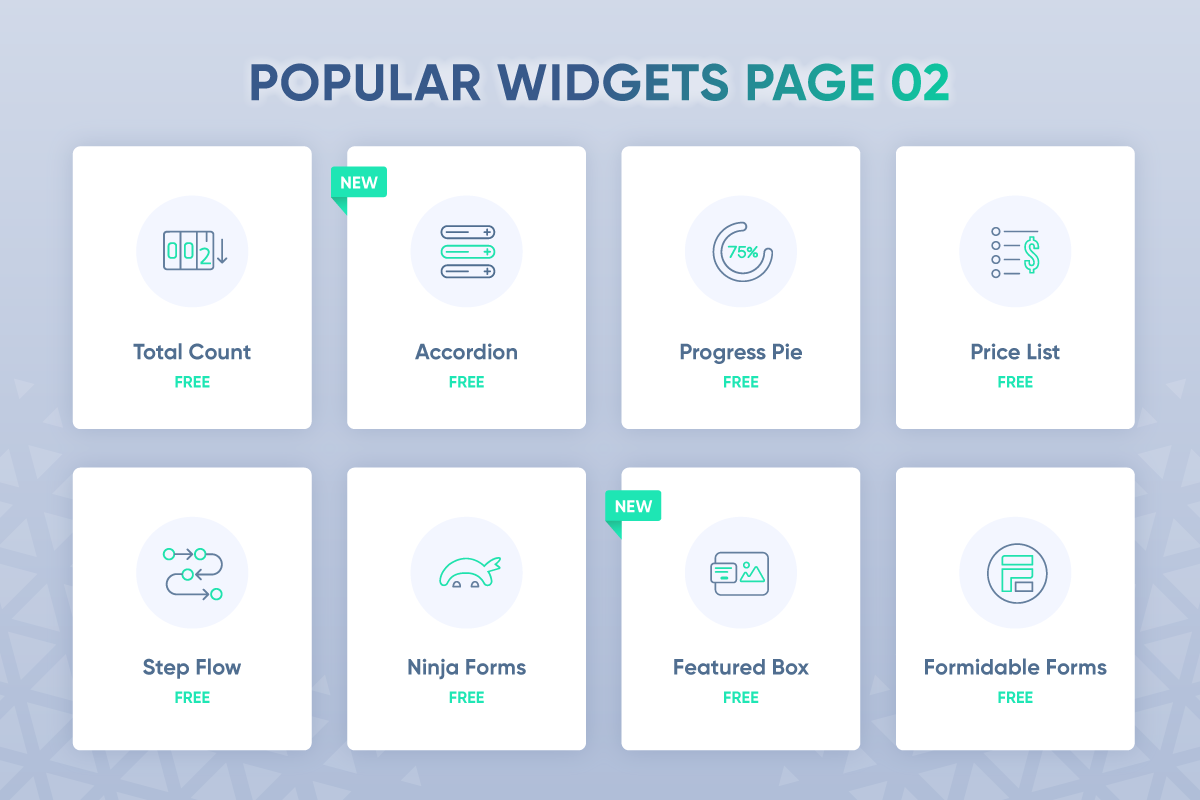 POPULAR WIDGETS PAGE 02
NEW
002
75%
$
Total Count
Accordion
Progress Pie
Price List
FREE
FREE
FREE
FREE
NEW
Step Flow
Ninja Forms
Featured Box
Formidable Forms
FREE
FREE
FREE
FREE